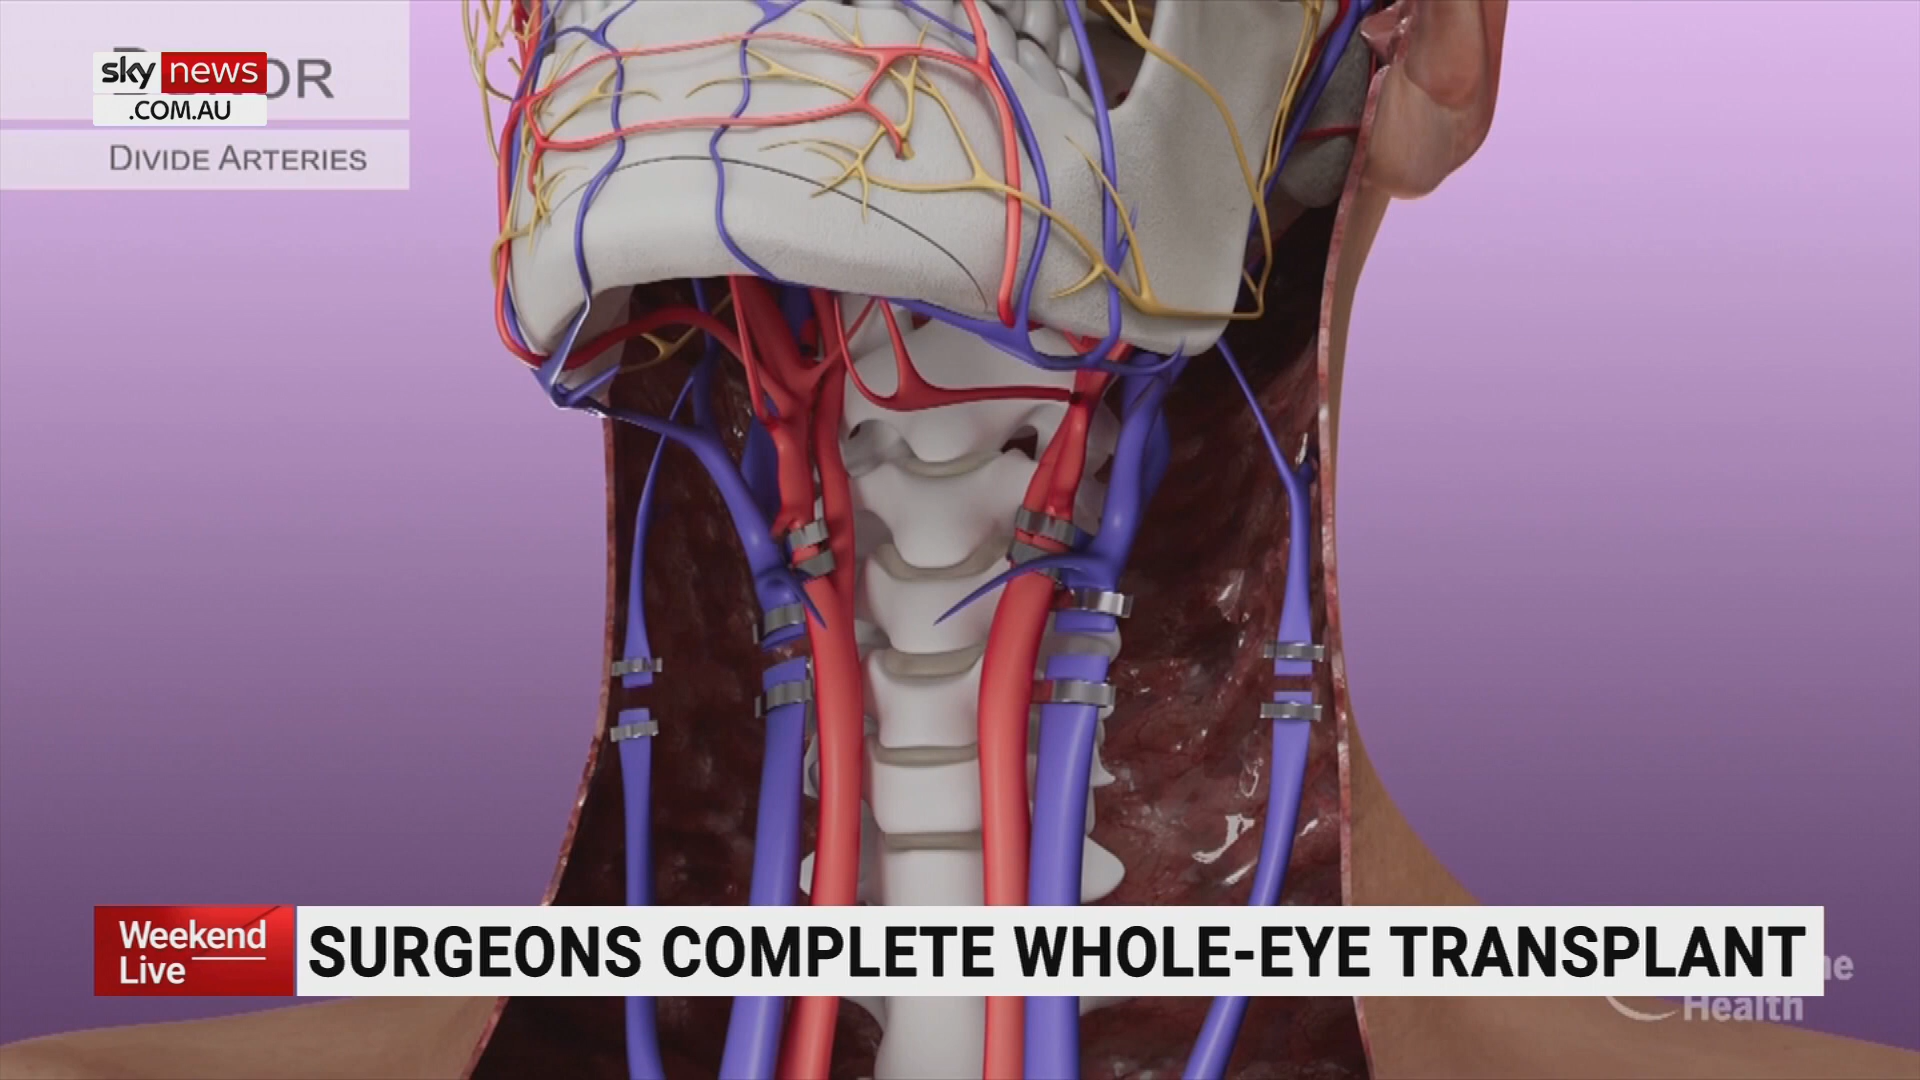 sky news
.COM.AU
DIVIDE ARTERIES
Weekend
Live
SURGEONS COMPLETE WHOLE-EYE TRANSPLANT
Health